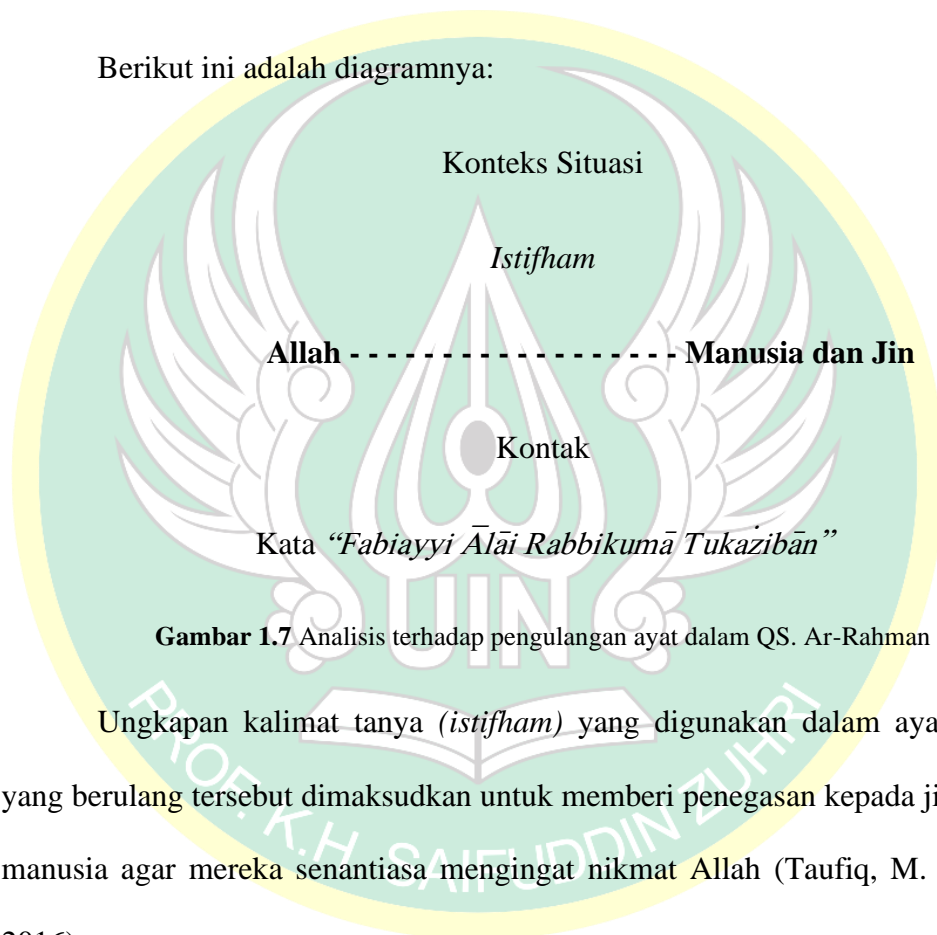 Berikut ini adalah diagramnya:
Konteks Situasi
Istifham
Allah - - - - - - - - - - - - - - - - - - Manusia dan Jin
Kontak
Kata “Fabiayyi Ālāi Rabbikumā Tukażibān”
UIN
Gambar 1.7 Analisis terhadap pengulangan ayat dalam QS. Ar-Rahman
Ungkapan kalimat tanya (istifham) yang digunakan dalam aya
yang berulang tersebut dimaksudkan untuk memberi penegasan kepada ji
manusia agar mereka senantiasa mengingat nikmat Allah (Taufiq, M.
PROF. K.H. SAIFUDDIN ZUHRI